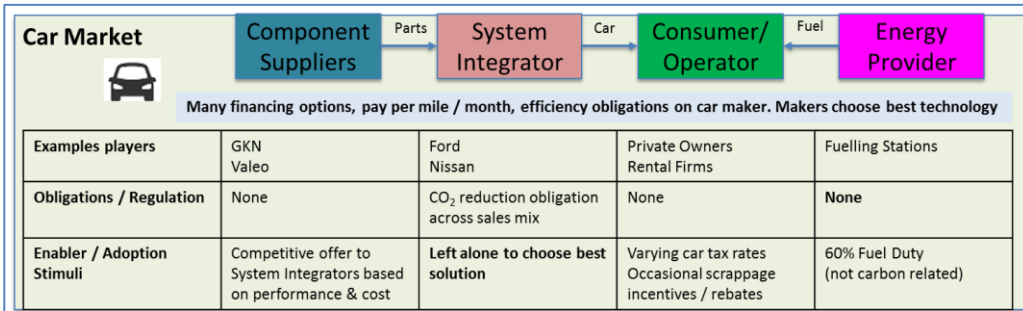 Car Market
Component
Suppliers
Parts
System
Integrator
Car
Consumer/
Operator
Fuel
Energy
Provider
Many financing options, pay per mile / month, efficiency obligations on car maker. Makers choose best technology
Examples players
GKN
Valeo
Ford
Nissan
Private Owners
Rental Firms
Fuelling Stations
Obligations / Regulation
None
CO₂ reduction obligation
across sales mix
None
None
Enabler / Adoption
Stimuli
Competitive offer to
System Integrators based
on performance & cost
Left alone to choose best
solution
Varying car tax rates
Occasional scrappage
incentives / rebates
60% Fuel Duty
(not carbon related)